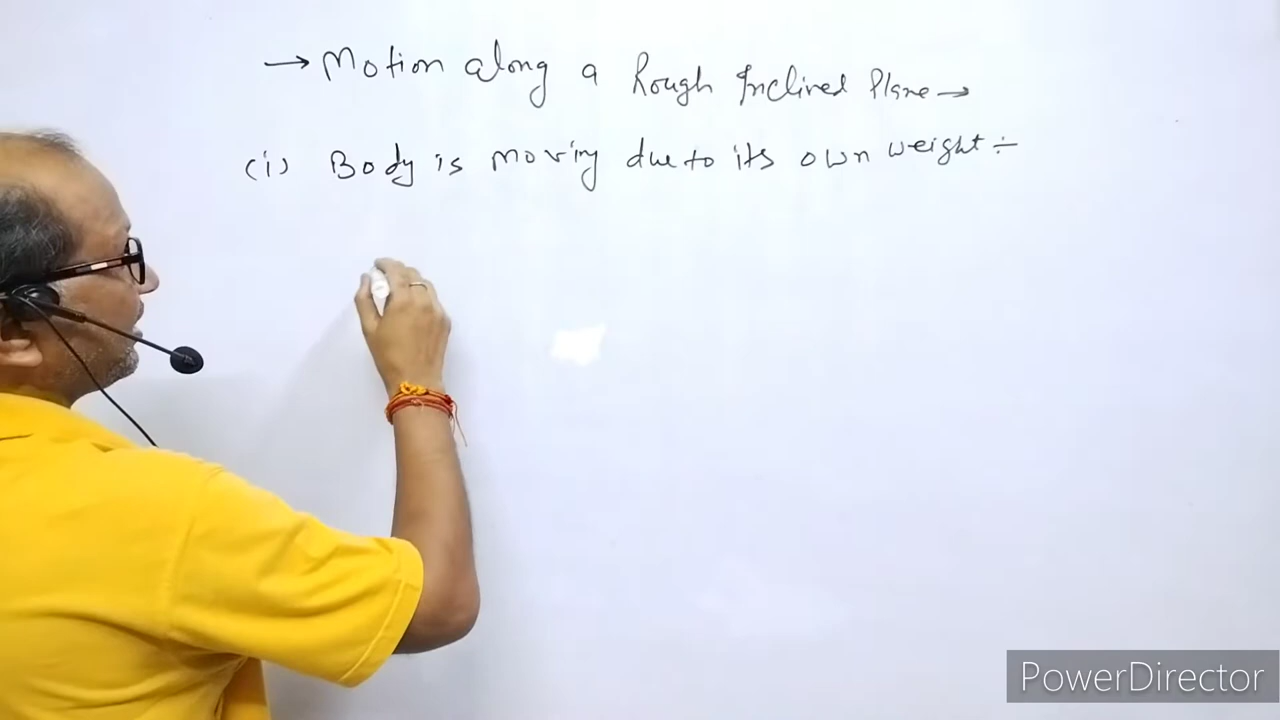 → Motion along a Rough Inclined Plane →
(i) Body is moving due to its own weight ÷
PowerDirector